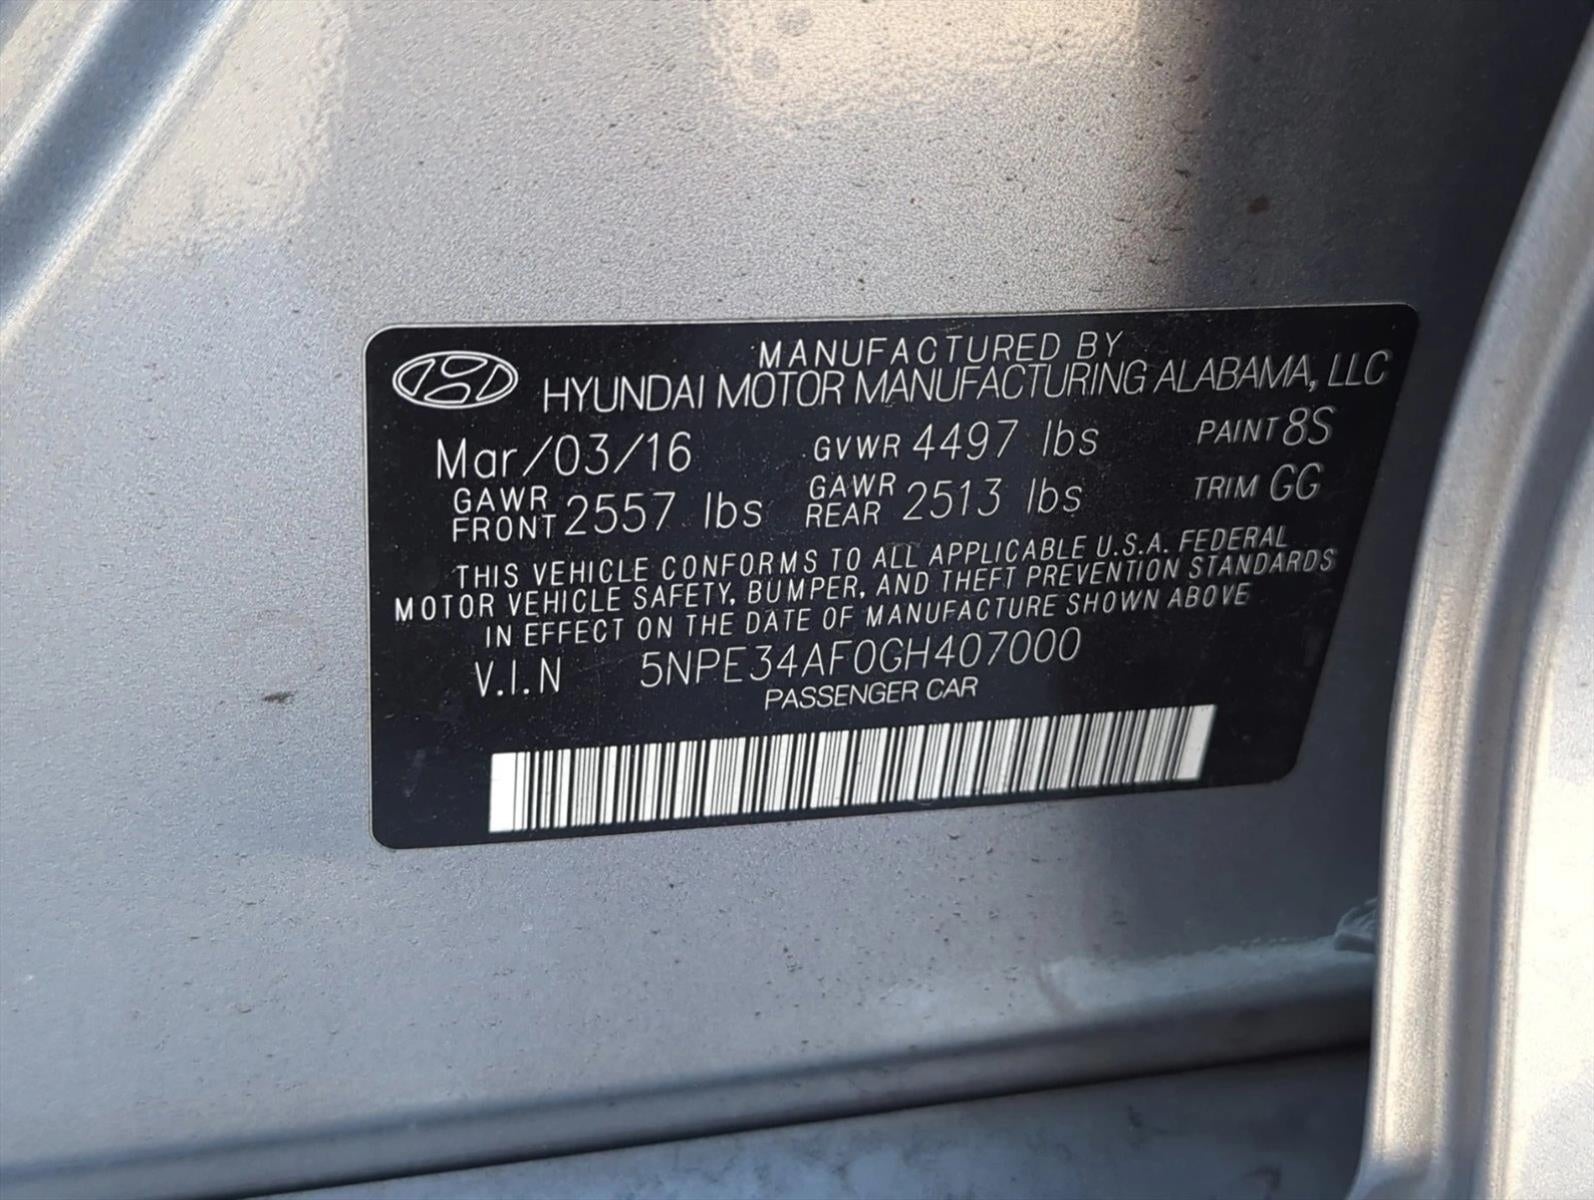 MANUFACTURED BY
HYUNDAI MOTOR MANUFACTURING ALABAMA, LLC
Mar/03/16 GVWR 4497 lbs PAINT 8S
GAWR FRONT 2557 lbs GAWR REAR 2513 lbs TRIM GG
THIS VEHICLE CONFORMS TO ALL APPLICABLE U.S.A. FEDERAL
MOTOR VEHICLE SAFETY, BUMPER, AND THEFT PREVENTION STANDARDS
IN EFFECT ON THE DATE OF MANUFACTURE SHOWN ABOVE
V.I.N 5NPE34AF0GH407000
PASSENGER CAR